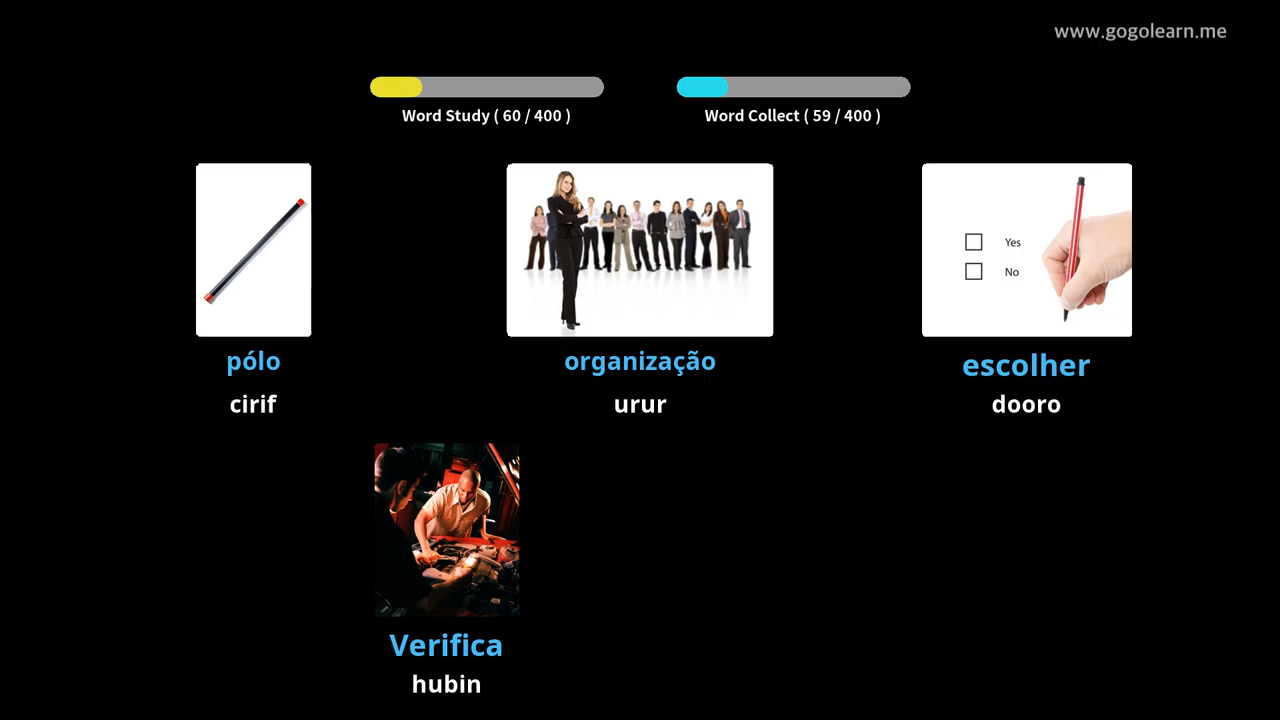 www.gogolearn.me
Word Study ( 60 / 400 )
Word Collect ( 59 / 400 )
Yes
No
pólo
organização
escolher
cirif
urur
dooro
Verifica
hubin